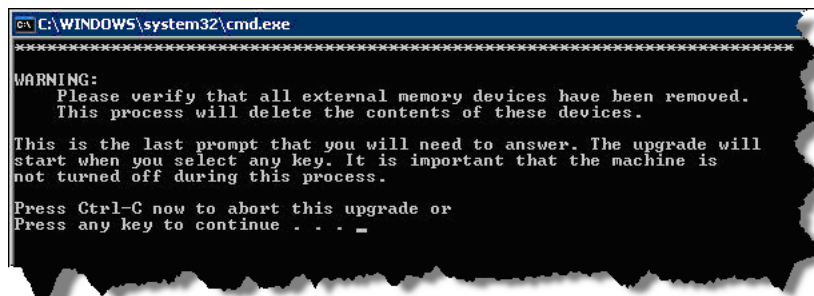 C:\WINDOWS\system32\cmd.exe
**************************************************************************
WARNING:
Please verify that all external memory devices have been removed.
This process will delete the contents of these devices.
This is the last prompt that you will need to answer. The upgrade will
start when you select any key. It is important that the machine is
not turned off during this process.
Press Ctrl-C now to abort this upgrade or
Press any key to continue . . . _